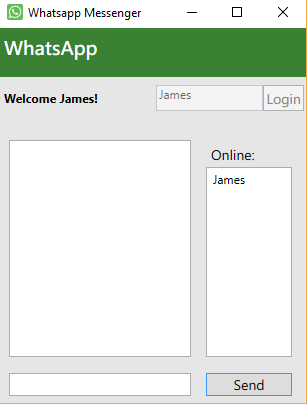 Whatsapp Messenger
WhatsApp
Welcome James!
James
Login
Online:
James
Send